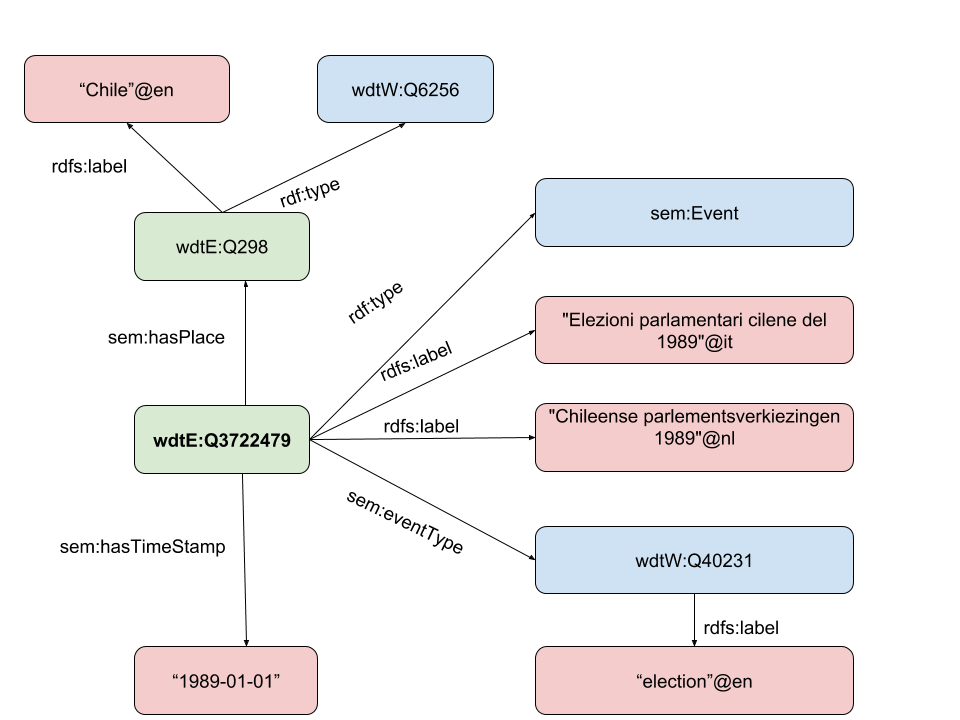 “Chile”@en
wdtW:Q6256
rdfs:label
rdf:type
sem:Event
wdtE:Q298
rdf:type
"Elezioni parlamentari cilene del
1989"@it
sem:hasPlace
rdfs:label
"Chileense parlementsverkiezingen
1989"@nl
rdfs:label
wdtE:Q3722479
sem:eventType
sem:hasTimeStamp
wdtW:Q40231
rdfs:label
“1989-01-01”
“election”@en